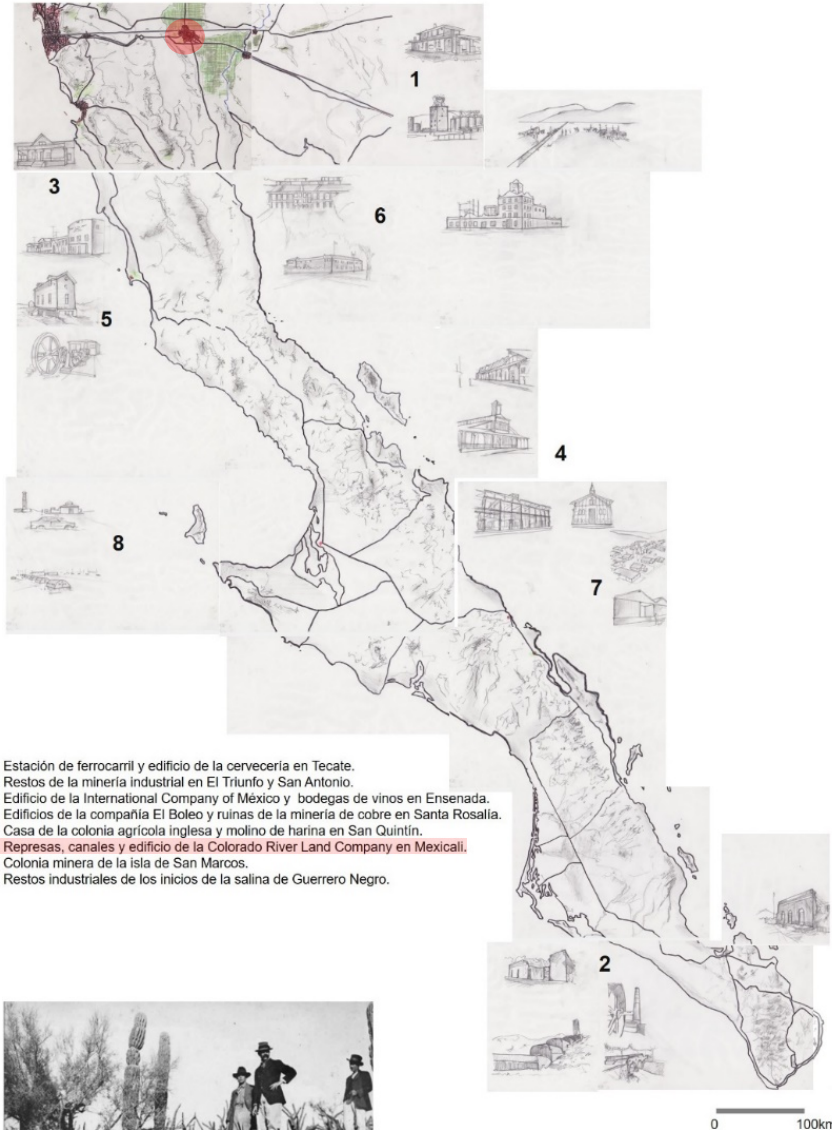 1
3
6
5
4
8
7
Estación de ferrocarril y edificio de la cervecería en Tecate.
Restos de la minería industrial en El Triunfo y San Antonio.
Edificio de la International Company of México y bodegas de vinos en Ensenada.
Edificios de la compañía El Boleo y ruinas de la minería de cobre en Santa Rosalía.
Casa de la colonia agrícola inglesa y molino de harina en San Quintín.
Represas, canales y edificio de la Colorado River Land Company en Mexicali.
Colonia minera de la isla de San Marcos.
Restos industriales de los inicios de la salina de Guerrero Negro.
2
0 100km